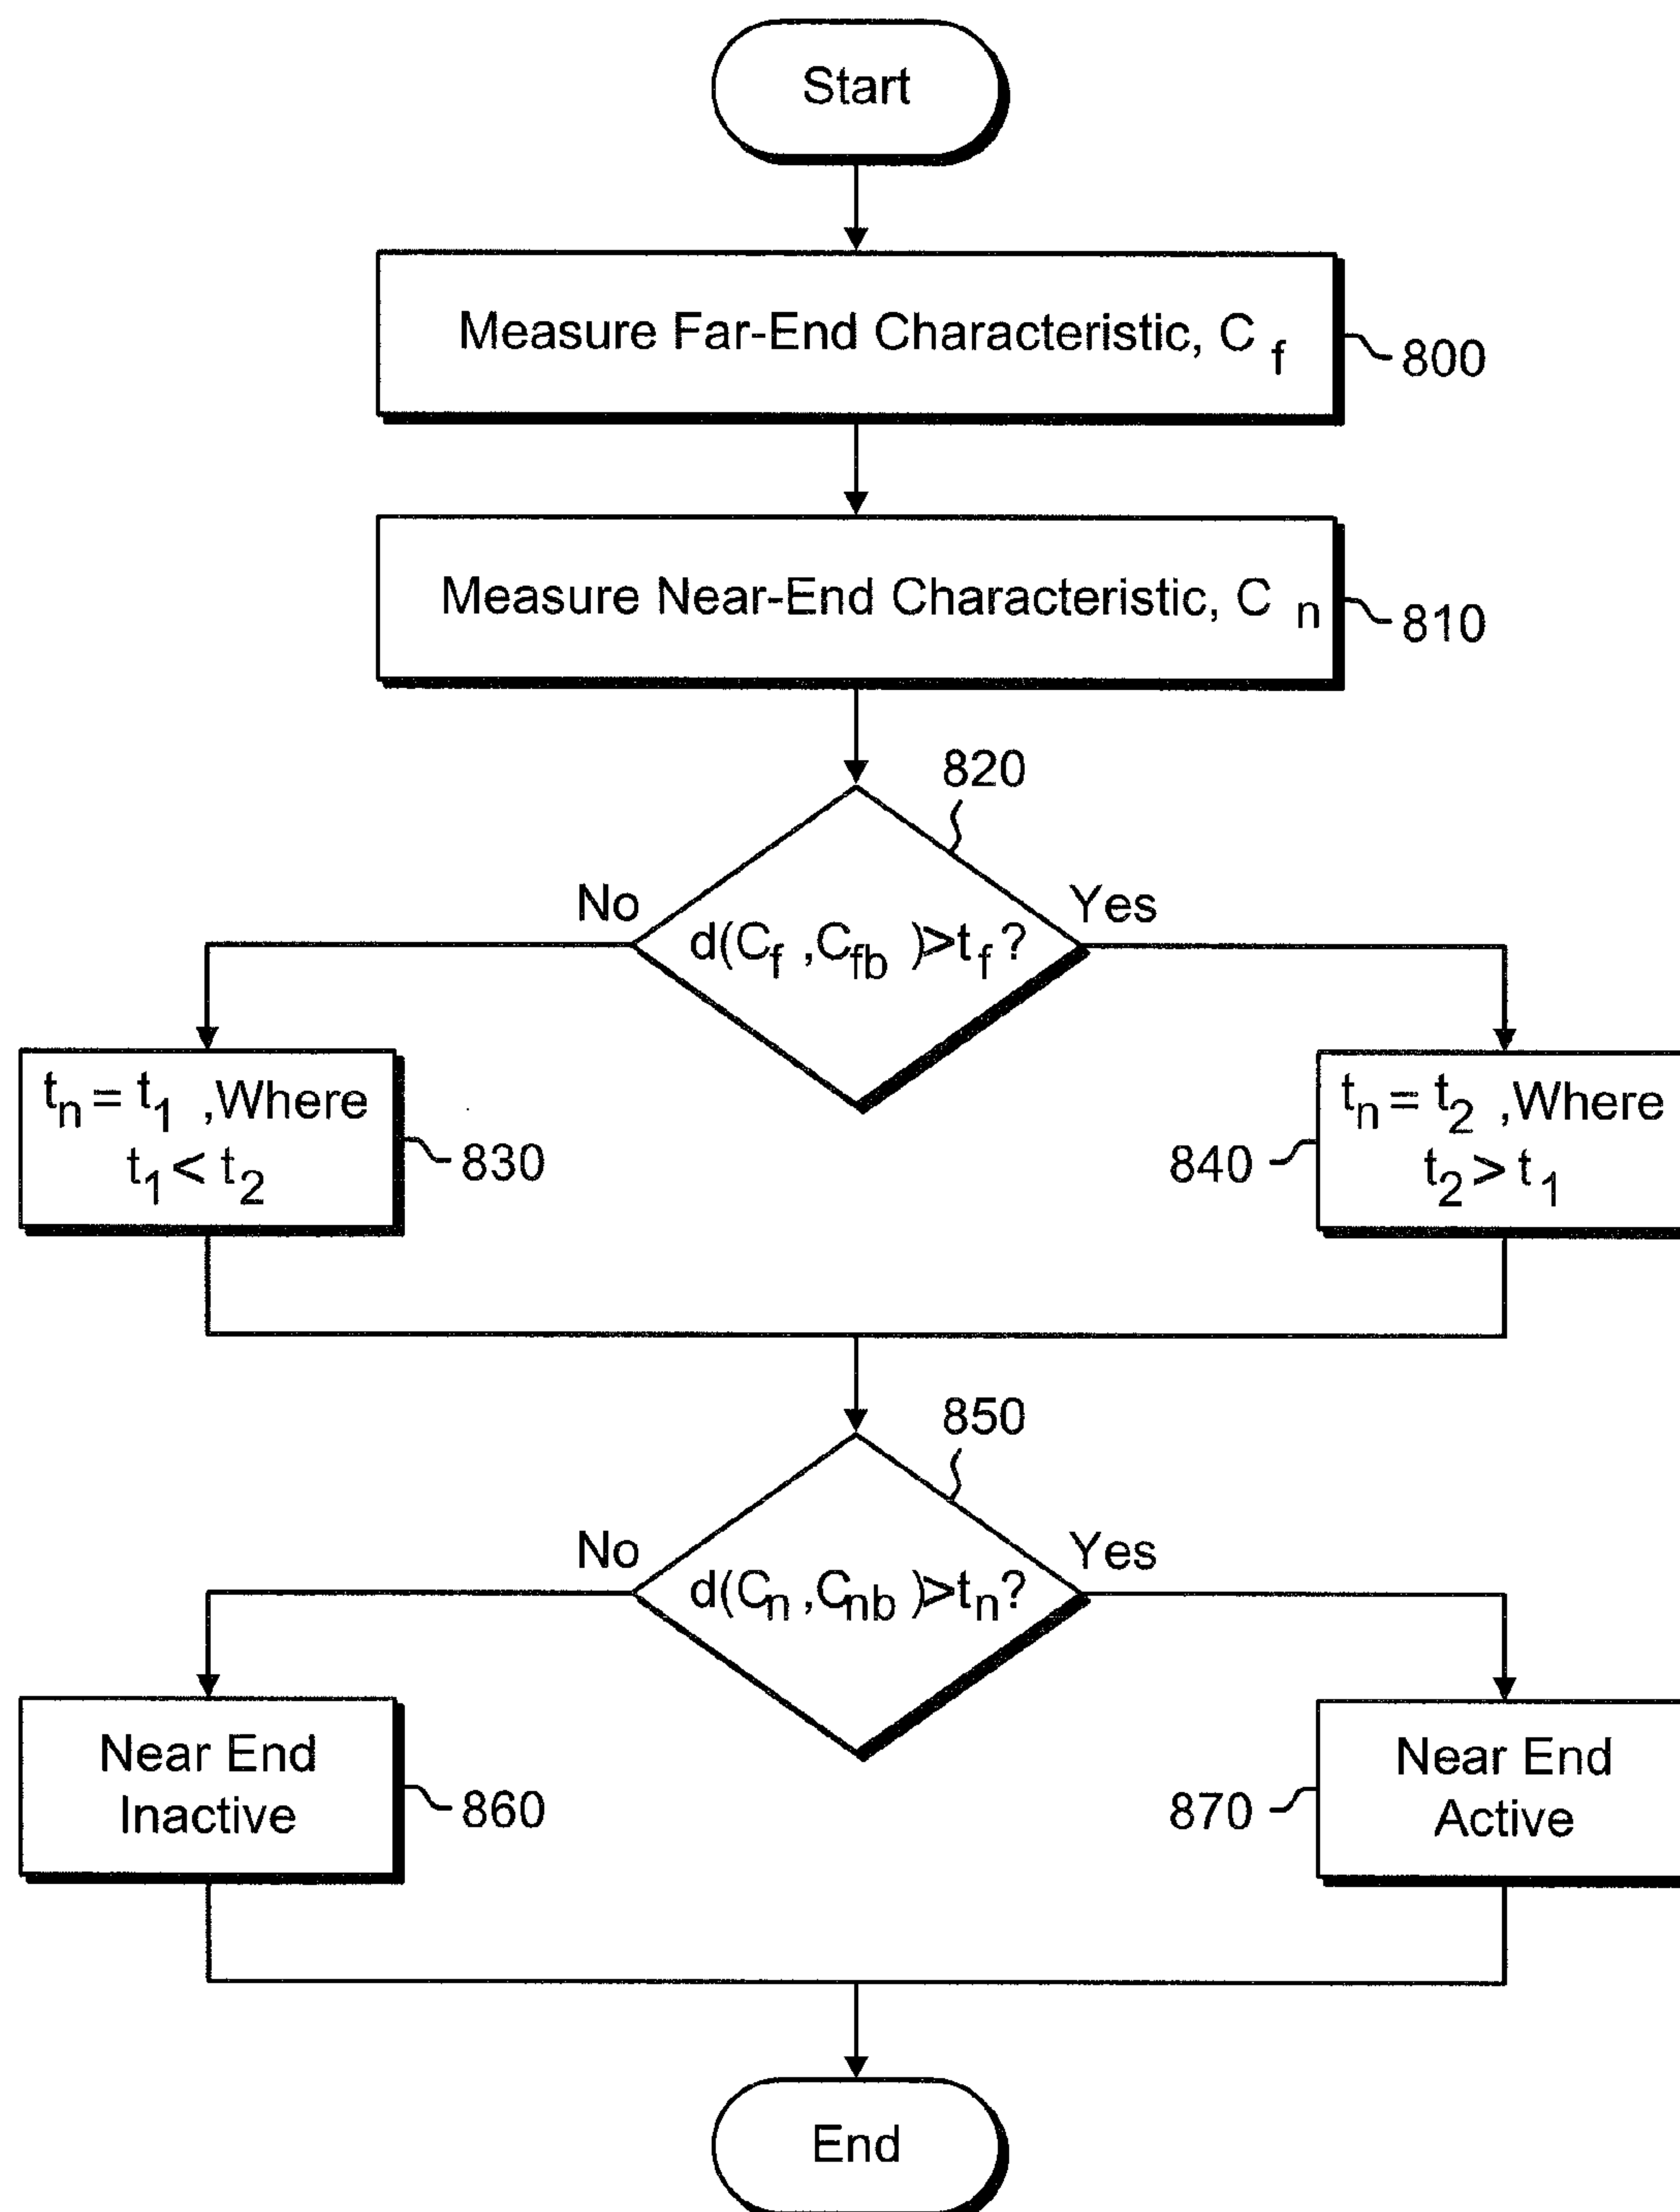 Start
Measure Far-End Characteristic, C f
800
Measure Near-End Characteristic, C n
810
820
No
Yes
d(Cf ,Cfb )>tf ?
tn = t1 ,Where
t1 < t2
830
840
tn = t2 ,Where
t2 > t1
850
No
Yes
d(Cn ,Cnb )>tn ?
Near End
Inactive
860
870
Near End
Active
End